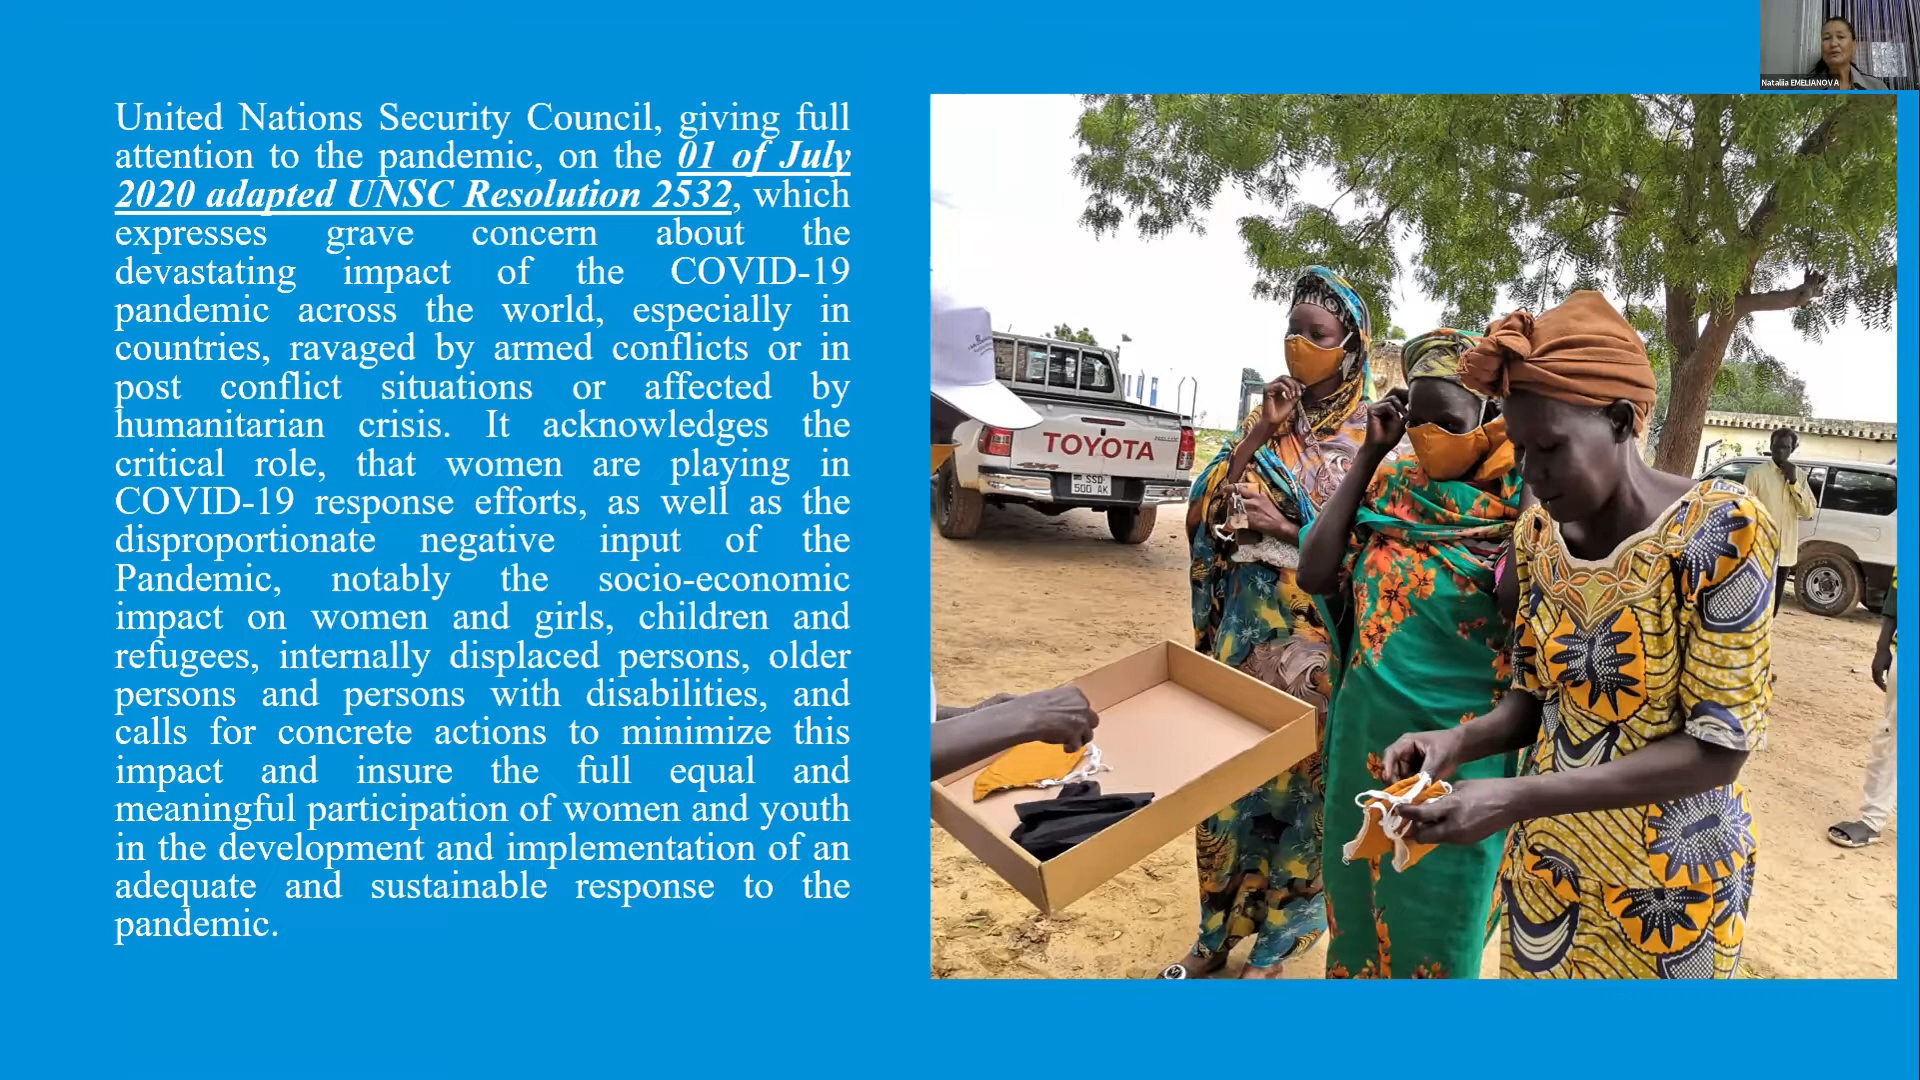 Nataliia EMELIANOVA
United Nations Security Council, giving full
attention to the pandemic, on the 01 of July
2020 adapted UNSC Resolution 2532, which
expresses grave concern about the
devastating impact of the COVID-19
pandemic across the world, especially in
countries, ravaged by armed conflicts or in
post conflict situations or affected by
humanitarian crisis. It acknowledges the
critical role, that women are playing in
COVID-19 response efforts, as well as the
disproportionate negative input of the
Pandemic, notably the socio-economic
impact on women and girls, children and
refugees, internally displaced persons, older
persons and persons with disabilities, and
calls for concrete actions to minimize this
impact and insure the full equal and
meaningful participation of women and youth
in the development and implementation of an
adequate and sustainable response to the
pandemic.
TOYOTA
4x4
SSD
500 AK